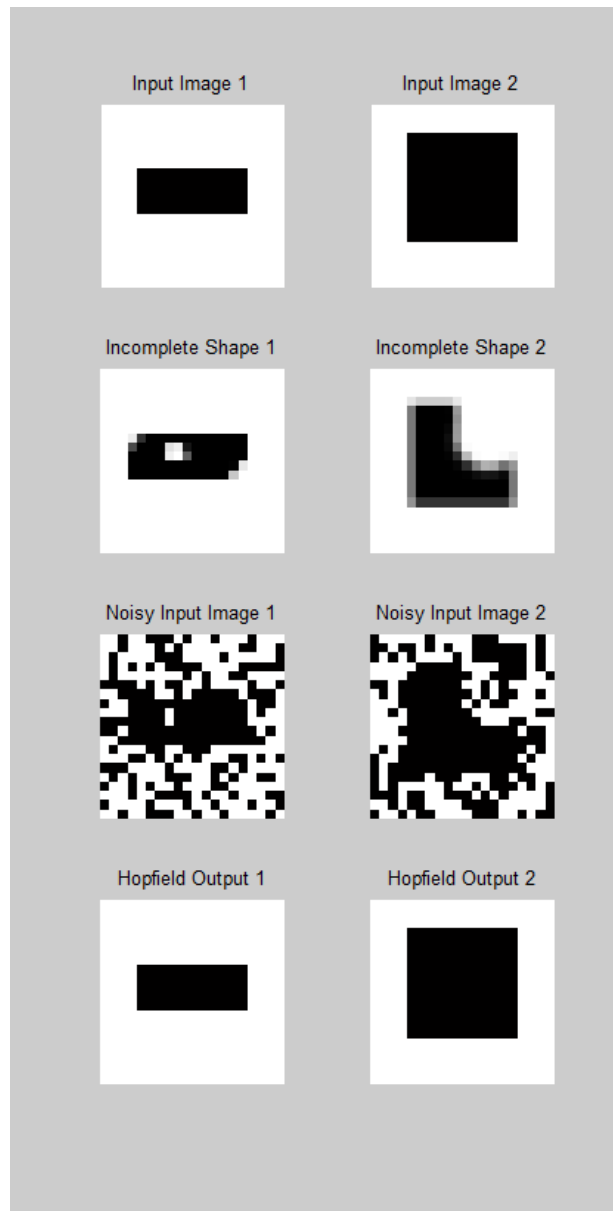 Input Image 1
Input Image 2
Incomplete Shape 1
Incomplete Shape 2
Noisy Input Image 1
Noisy Input Image 2
Hopfield Output 1
Hopfield Output 2